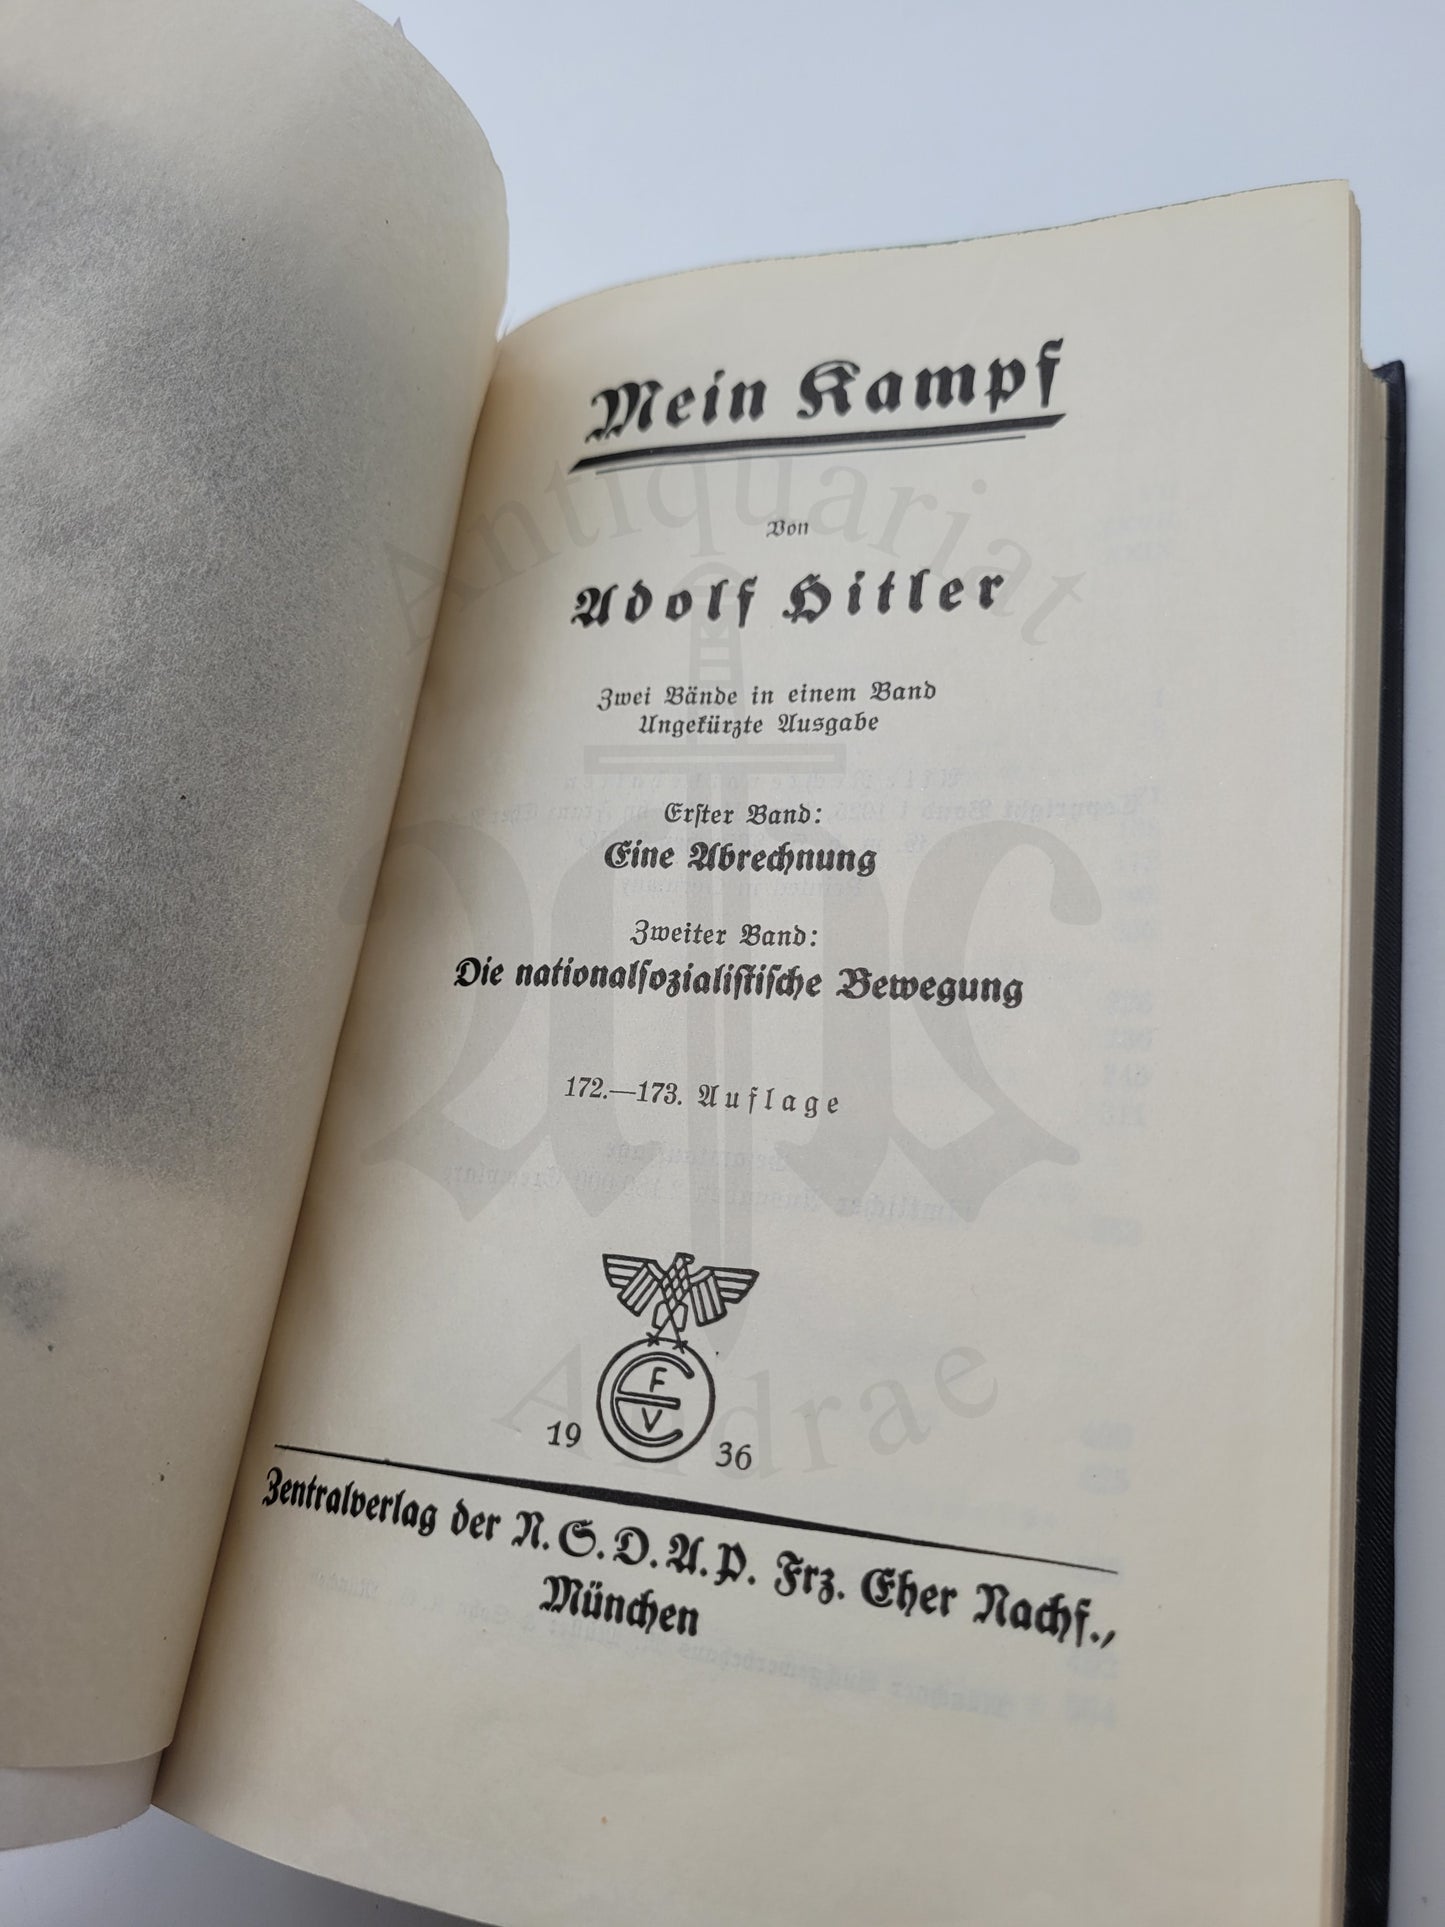 Mein Kampf
Von
Adolf Hitler
Zwei Bände in einem Band
Ungekürzte Ausgabe
Erster Band:
Eine Abrechnung
Zweiter Band:
Die nationalsozialistische Bewegung
172.—173. Auflage
F
E
V
19 36
Zentralverlag der N.S.D.A.P. Frz. Eher Nachf.,
München
Antiquariat
Andrae